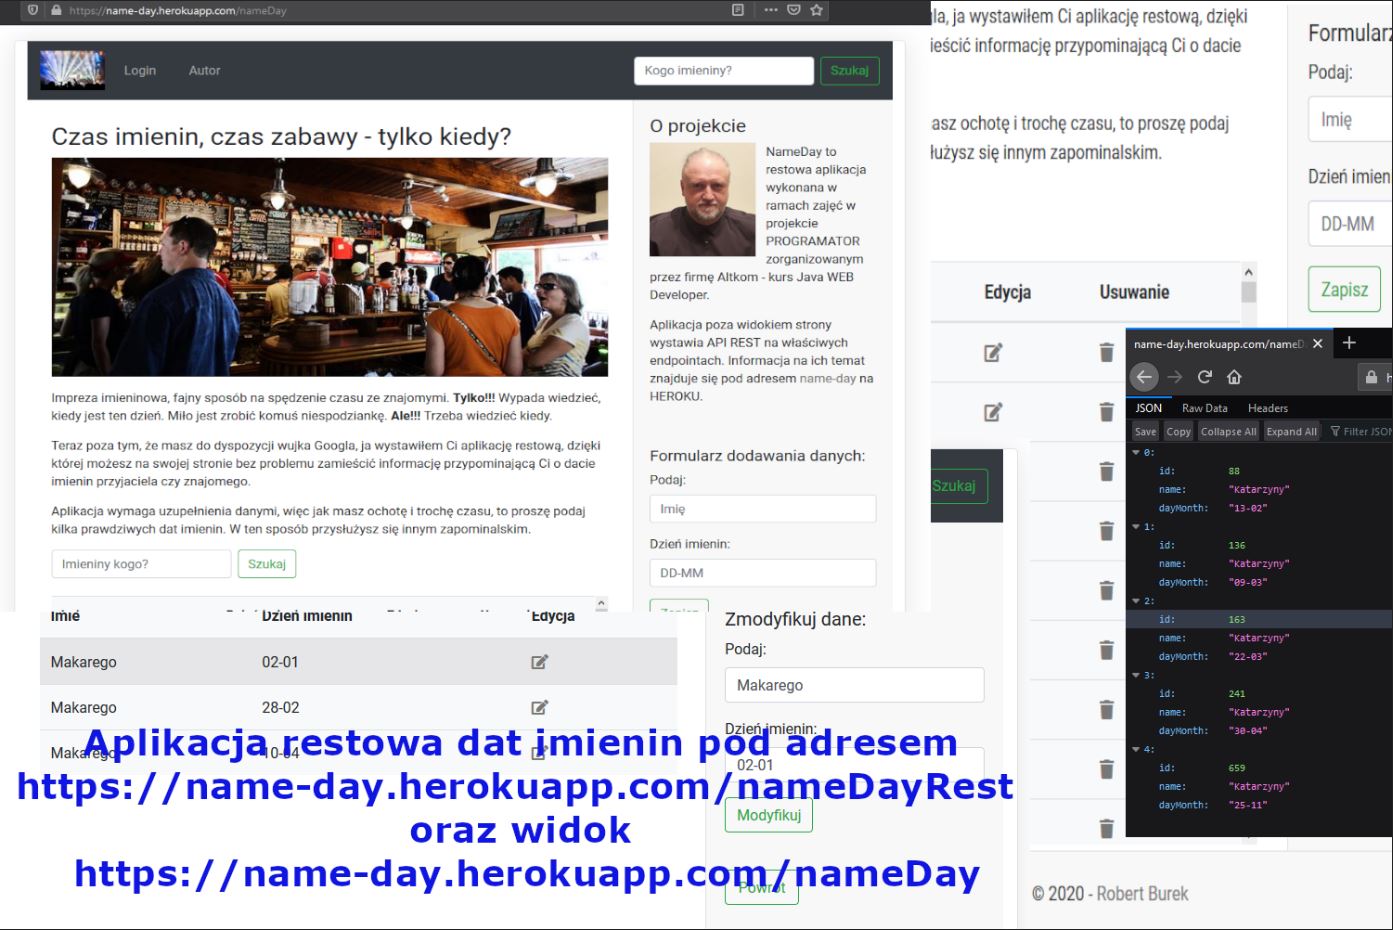 https://name-day.herokuapp.com/nameDay
Login
Autor
Kogo imieniny?
Szukaj
Czas imienin, czas zabawy - tylko kiedy?
Impreza imieninowa, fajny sposób na spędzenie czasu ze znajomymi. Tylko!!! Wypada wiedzieć,
kiedy jest ten dzień. Miło jest zrobić komuś niespodziankę. Ale!!! Trzeba wiedzieć kiedy.
Teraz poza tym, że masz do dyspozycji wujka Googla, ja wystawiłem Ci aplikację restową, dzięki
której możesz na swojej stronie bez problemu zamieścić informację przypominającą Ci o dacie
imienin przyjaciela czy znajomego.
Aplikacja wymaga uzupełnienia danymi, więc jak masz ochotę i trochę czasu, to proszę podaj
kilka prawdziwych dat imienin. W ten sposób przysłużysz się innym zapominalskim.
Imieniny kogo?
Szukaj
O projekcie
NameDay to
restowa aplikacja
wykonana w
ramach zajęć w
projekcie
PROGRAMATOR
zorganizowanym
przez firmę Altkom - kurs Java WEB
Developer.
Aplikacja poza widokiem strony
wystawia API REST na właściwych
endpointach. Informacja na ich temat
znajduje się pod adresem name-day na
HEROKU.
Formularz dodawania danych:
Podaj:
Imię
Dzień imienin:
DD-MM
Zapisz
Imię Dzień imienin Edycja
Makarego 02-01
Makarego 28-02
Makarego 10-04
Zmodyfikuj dane:
Podaj:
Makarego
Dzień imienin:
02-01
Modyfikuj
Powrót
Szukaj
Aplikacja restowa dat imienin pod adresem
https://name-day.herokuapp.com/nameDayRest
oraz widok
https://name-day.herokuapp.com/nameDay
gla, ja wystawiłem Ci aplikację restową, dzięki
ieścić informację przypominającą Ci o dacie
asz ochotę i trochę czasu, to proszę podaj
służysz się innym zapominalskim.
Edycja Usuwanie
Formularz
Podaj:
Imię
Dzień imien
DD-MM
Zapisz
name-day.herokuapp.com/nameD
h
JSON Raw Data Headers
Save Copy Collapse All Expand All Filter JSON
0:
id: 88
name: "Katarzyny"
dayMonth: "13-02"
1:
id: 136
name: "Katarzyny"
dayMonth: "09-03"
2:
id: 163
name: "Katarzyny"
dayMonth: "22-03"
3:
id: 241
name: "Katarzyny"
dayMonth: "30-04"
4:
id: 659
name: "Katarzyny"
dayMonth: "25-11"
© 2020 - Robert Burek